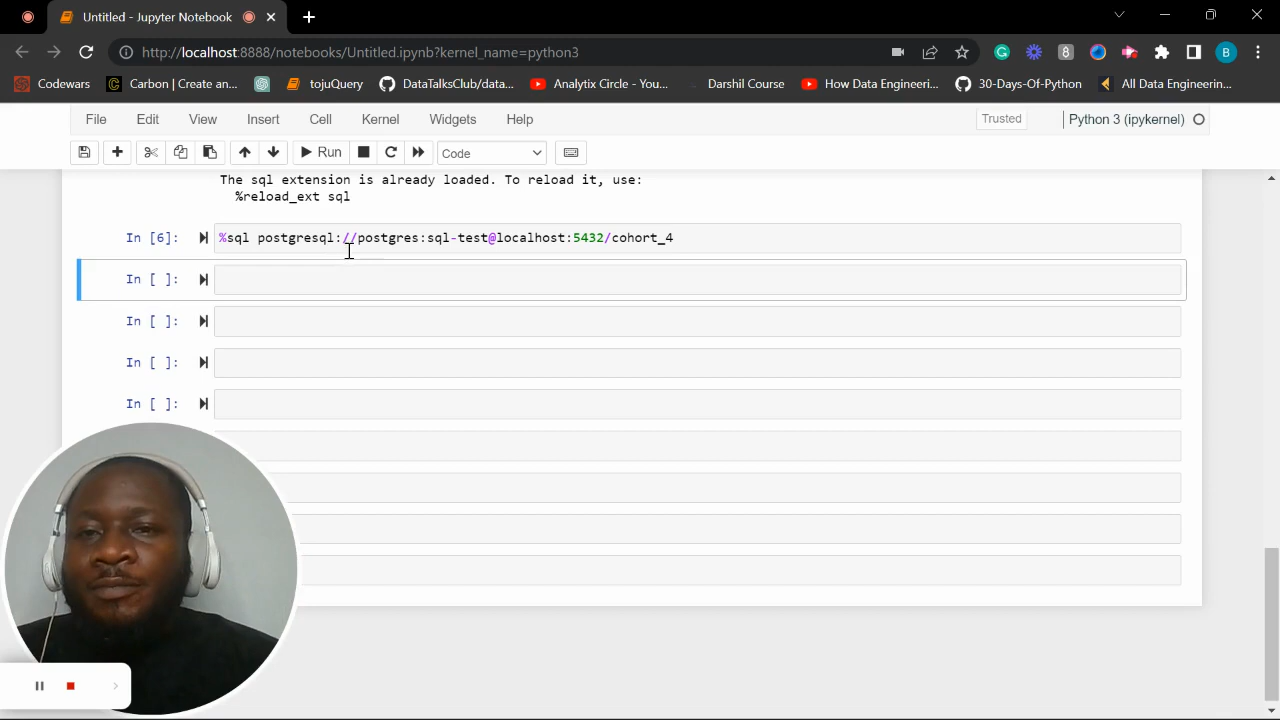 Untitled - Jupyter Notebook
http://localhost:8888/notebooks/Untitled.ipynb?kernel_name=python3
B
Codewars
Carbon | Create an...
tojuQuery
DataTalksClub/data...
Analytix Circle - You...
Dishil Course
How Data Engineeri...
30-Days-Of-Python
All Data Engineerin...
File
Edit
View
Insert
Cell
Kernel
Widgets
Help
Trusted
Python 3 (ipykernel)
Run
Code
The sql extension is already loaded. To reload it, use:
%reload_ext sql
In [6]:
%sql postgresql://postgres:sql-test@localhost:5432/cohort_4
In [ ]:
In [ ]:
In [ ]:
In [ ]: